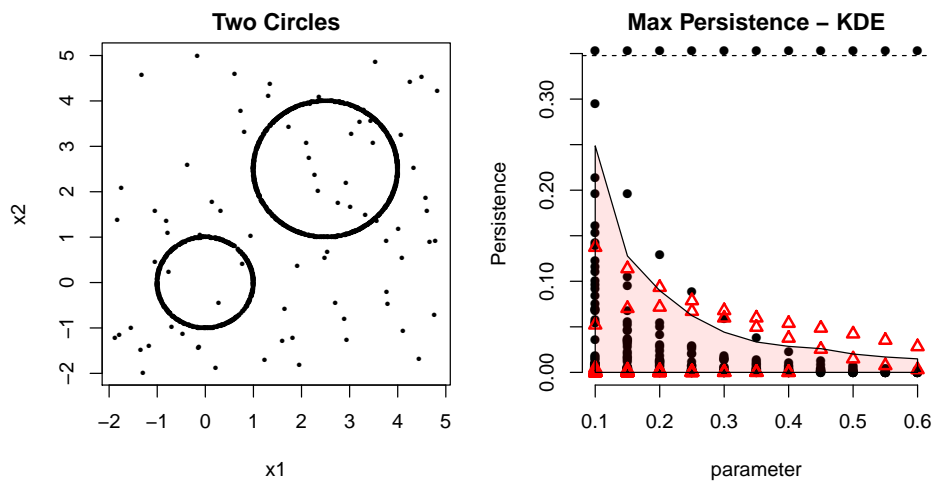 Two Circles
x2
5
4
3
2
1
0
−1
−2
−2 −1 0 1 2 3 4 5
x1
Max Persistence − KDE
Persistence
0.30
0.20
0.10
0.00
0.1 0.2 0.3 0.4 0.5 0.6
parameter